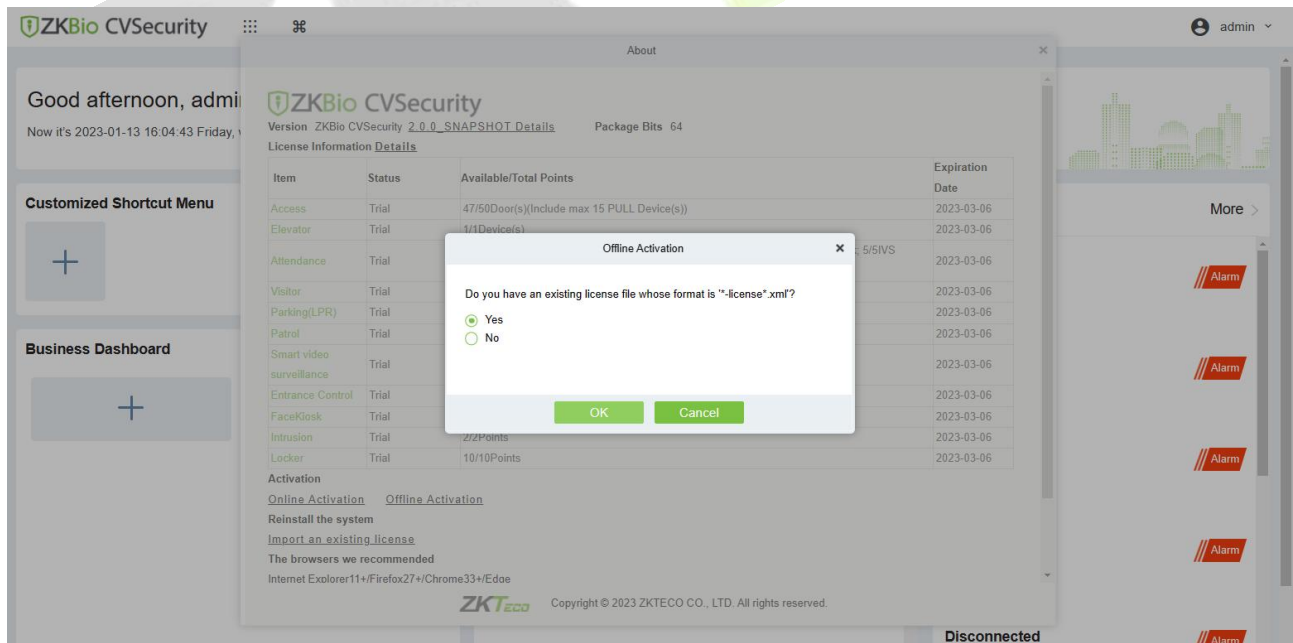 ZKBio CVSecurity
admin
About
Good afternoon, admi
Now it's 2023-01-13 16:04:43 Friday,
ZKBio CVSecurity
Version ZKBio CVSecurity 2.0.0_SNAPSHOT Details Package Bits 64
License Information Details
Item Status Available/Total Points Expiration Date
Access Trial 47/50Door(s)(Include max 15 PULL Device(s)) 2023-03-06
Elevator Trial 1/1Device(s) 2023-03-06
Attendance Trial ; 5/5IVS 2023-03-06
Visitor Trial 2023-03-06
Parking(LPR) Trial 2023-03-06
Patrol Trial 2023-03-06
Smart video surveillance Trial 2023-03-06
Entrance Control Trial 2023-03-06
FaceKiosk Trial 2023-03-06
Intrusion Trial 2/2Points 2023-03-06
Locker Trial 10/10Points 2023-03-06
Activation
Online Activation Offline Activation
Reinstall the system
Import an existing license
The browsers we recommended
Internet Explorer11+/Firefox27+/Chrome33+/Edge
ZKTECO Copyright © 2023 ZKTECO CO., LTD. All rights reserved.
Offline Activation
Do you have an existing license file whose format is '*-license*.xml'?
Yes
No
OK Cancel
Customized Shortcut Menu
Business Dashboard
More
Alarm
Alarm
Alarm
Alarm
Disconnected
Alarm